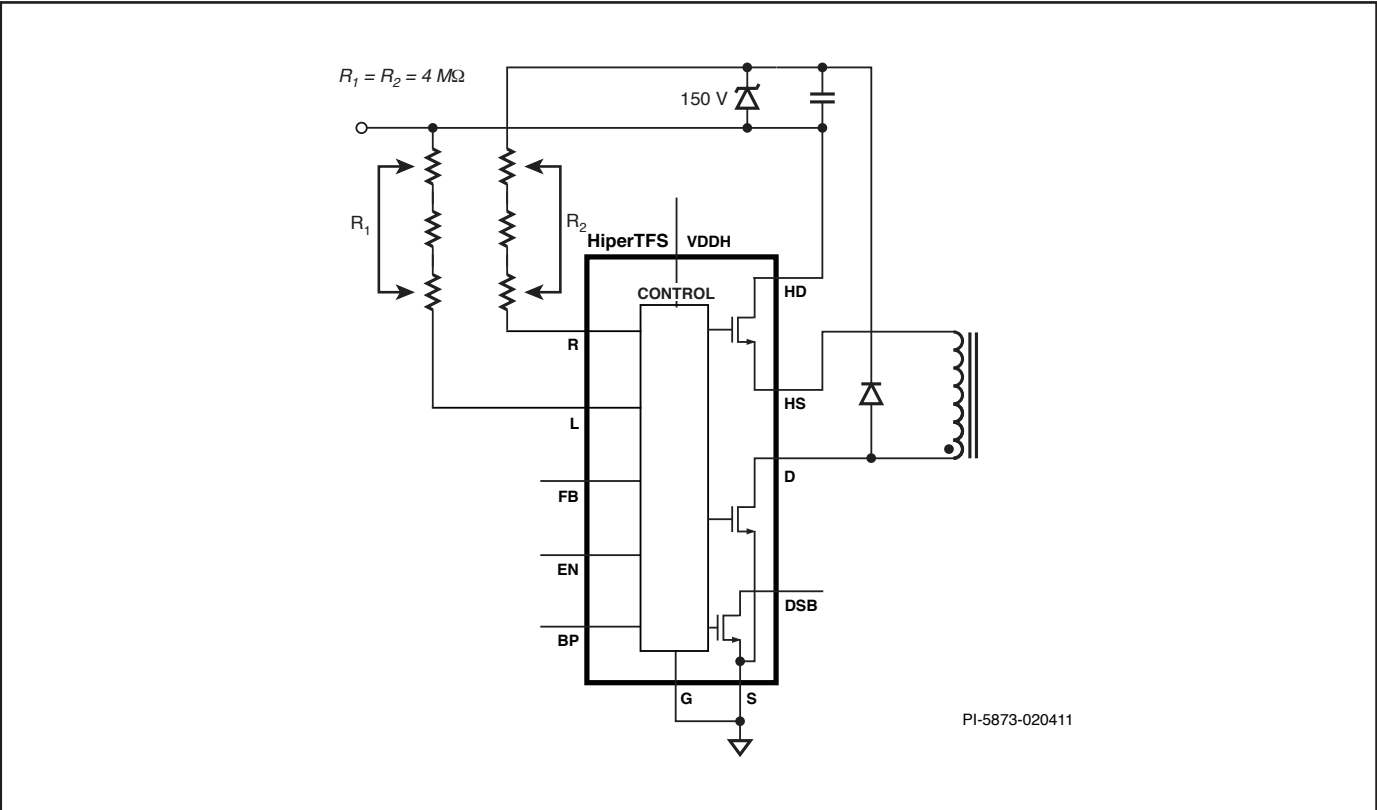 R1 = R2 = 4 MΩ
150 V
R1
R2
HiperTFS
VDDH
CONTROL
HD
R
HS
L
D
FB
EN
DSB
BP
G
S
PI-5873-020411